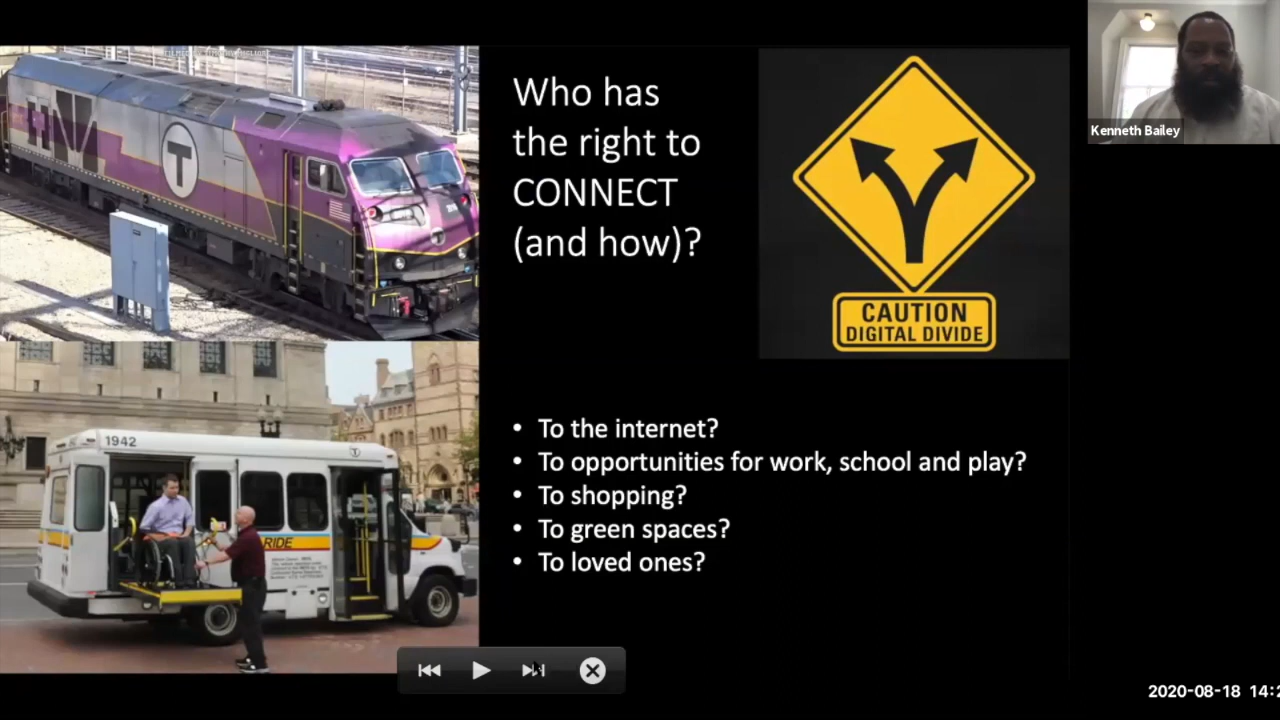 T
T
1942
T
RIDE
Who has
the right to
CONNECT
(and how)?
CAUTION
DIGITAL DIVIDE
• To the internet?
• To opportunities for work, school and play?
• To shopping?
• To green spaces?
• To loved ones?
Kenneth Bailey
2020-08-18 14:2